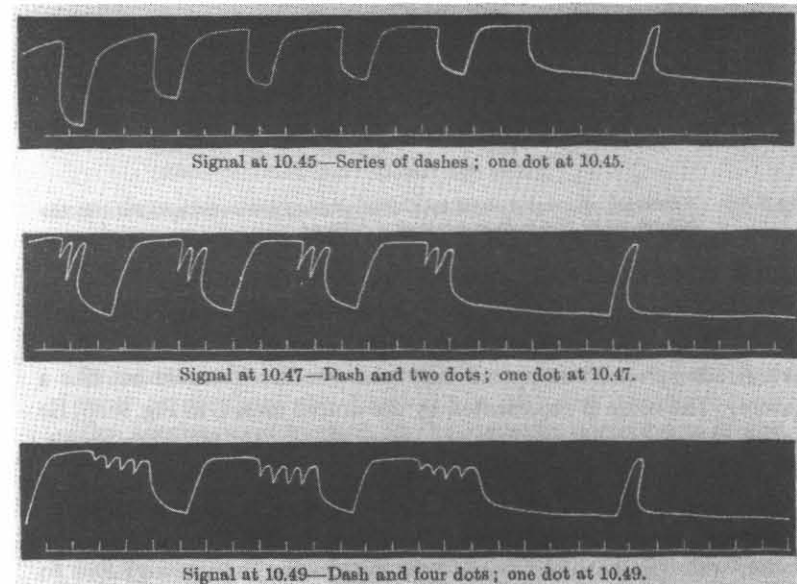 Signal at 10.45—Series of dashes; one dot at 10.45.
Signal at 10.47—Dash and two dots; one dot at 10.47.
Signal at 10.49—Dash and four dots; one dot at 10.49.